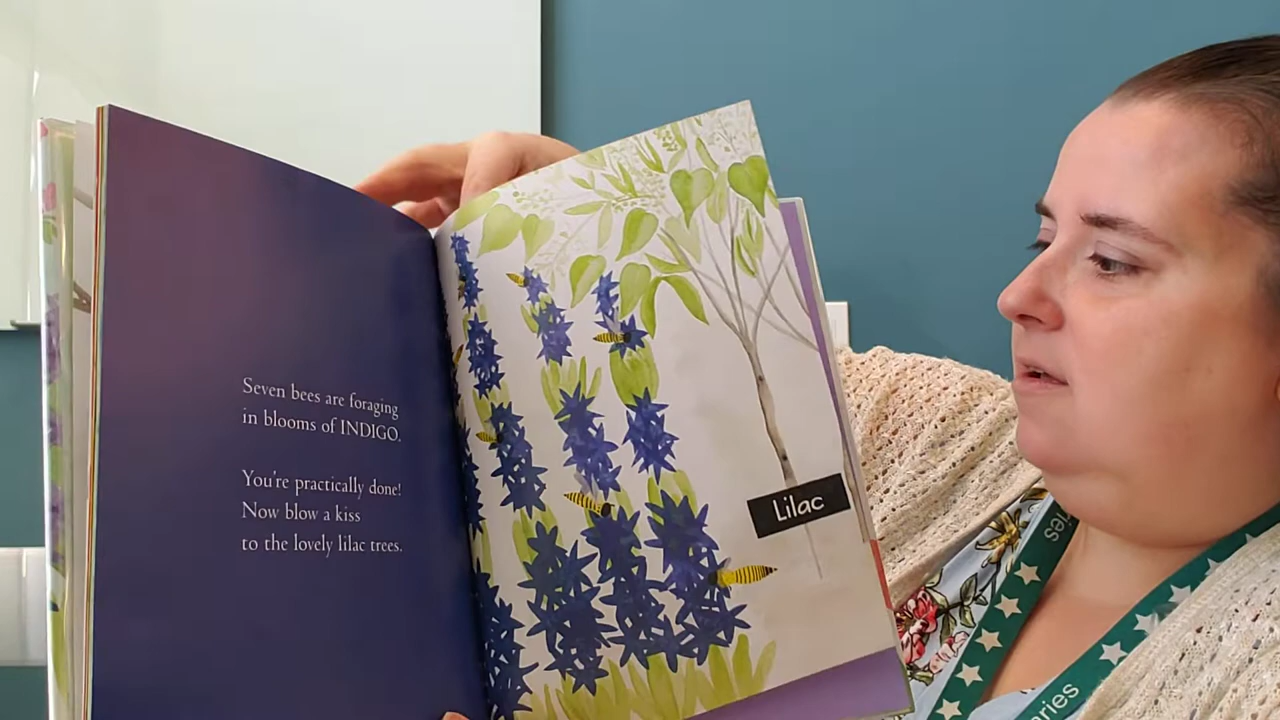 Seven bees are foraging
in blooms of INDIGO.
You're practically done!
Now blow a kiss
to the lovely lilac trees.
Lilac